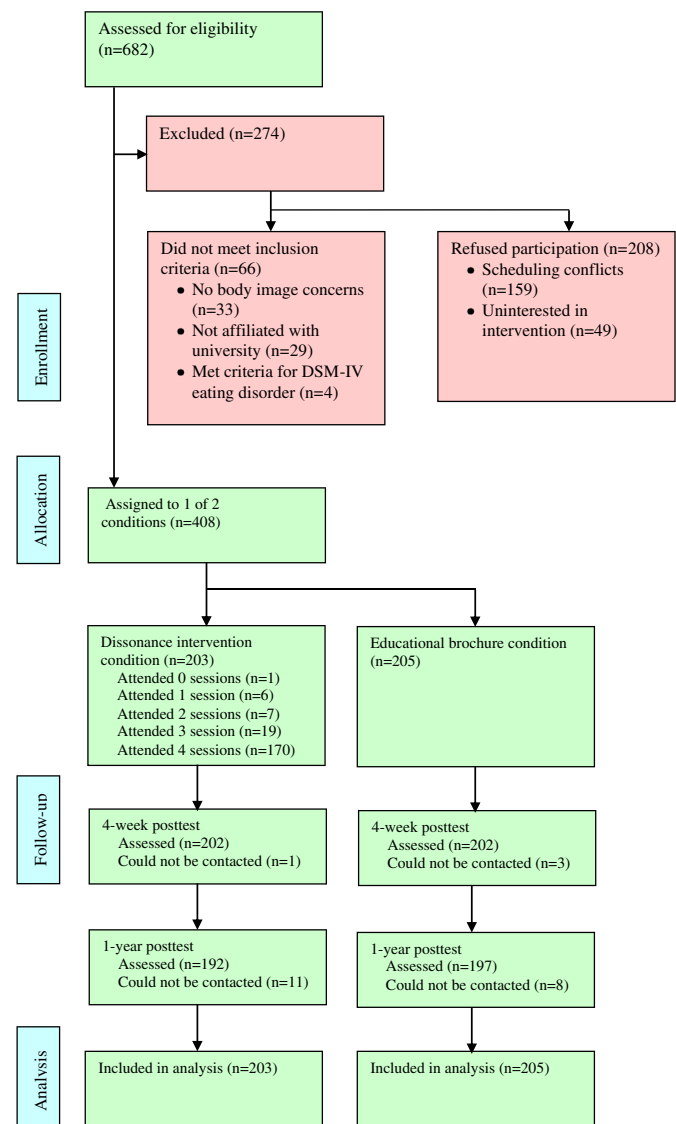 Assessed for eligibility
(n=682)
Excluded (n=274)
Did not meet inclusion
criteria (n=66)
• No body image concerns
(n=33)
• Not affiliated with
university (n=29)
• Met criteria for DSM-IV
eating disorder (n=4)
Refused participation (n=208)
• Scheduling conflicts
(n=159)
• Uninterested in
intervention (n=49)
Enrollment
Allocation
Assigned to 1 of 2
conditions (n=408)
Dissonance intervention
condition (n=203)
Attended 0 sessions (n=1)
Attended 1 session (n=6)
Attended 2 sessions (n=7)
Attended 3 sessions (n=19)
Attended 4 sessions (n=170)
Educational brochure condition
(n=205)
Follow-up
4-week posttest
Assessed (n=202)
Could not be contacted (n=1)
4-week posttest
Assessed (n=202)
Could not be contacted (n=3)
1-year posttest
Assessed (n=192)
Could not be contacted (n=11)
1-year posttest
Assessed (n=197)
Could not be contacted (n=8)
Analysis
Included in analysis (n=203)
Included in analysis (n=205)